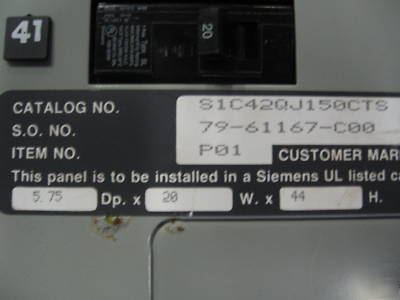 41
20
CATALOG NO. S1C42QJ150CTS
S.O. NO. 79-61167-C00
ITEM NO. P01 CUSTOMER MAR
This panel is to be installed in a Siemens UL listed ca
5.75 Dp. x 20 W. x 44 H.